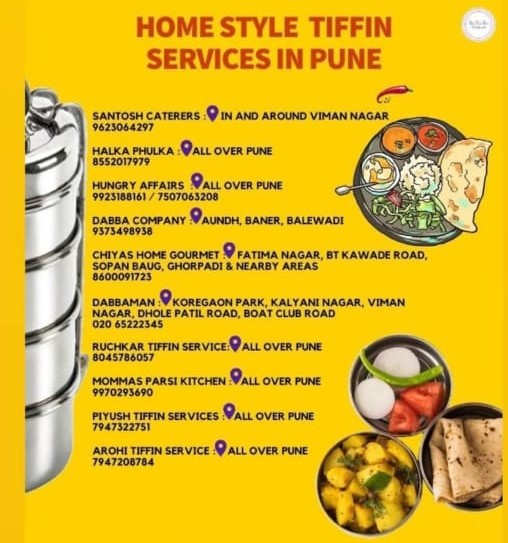 HOME STYLE TIFFIN
SERVICES IN PUNE
SANTOSH CATERERS : IN AND AROUND VIMAN NAGAR
9623064297
HALKA PHULKA : ALL OVER PUNE
8552017979
HUNGRY AFFAIRS : ALL OVER PUNE
9923188161 / 7507063208
DABBA COMPANY : AUNDH, BANER, BALEWADI
9373498938
CHIYAS HOME GOURMET : FATIMA NAGAR, BT KAWADE ROAD,
SOPAN BAUG, GHORPADI & NEARBY AREAS
8600091723
DABBAMAN : KOREGAON PARK, KALYANI NAGAR, VIMAN
NAGAR, DHOLE PATIL ROAD, BOAT CLUB ROAD
020 65222345
RUCHKAR TIFFIN SERVICE: ALL OVER PUNE
8045786057
MOMMAS PARSI KITCHEN : ALL OVER PUNE
9970293690
PIYUSH TIFFIN SERVICES : ALL OVER PUNE
7947322751
AROHI TIFFIN SERVICE : ALL OVER PUNE
7947208784